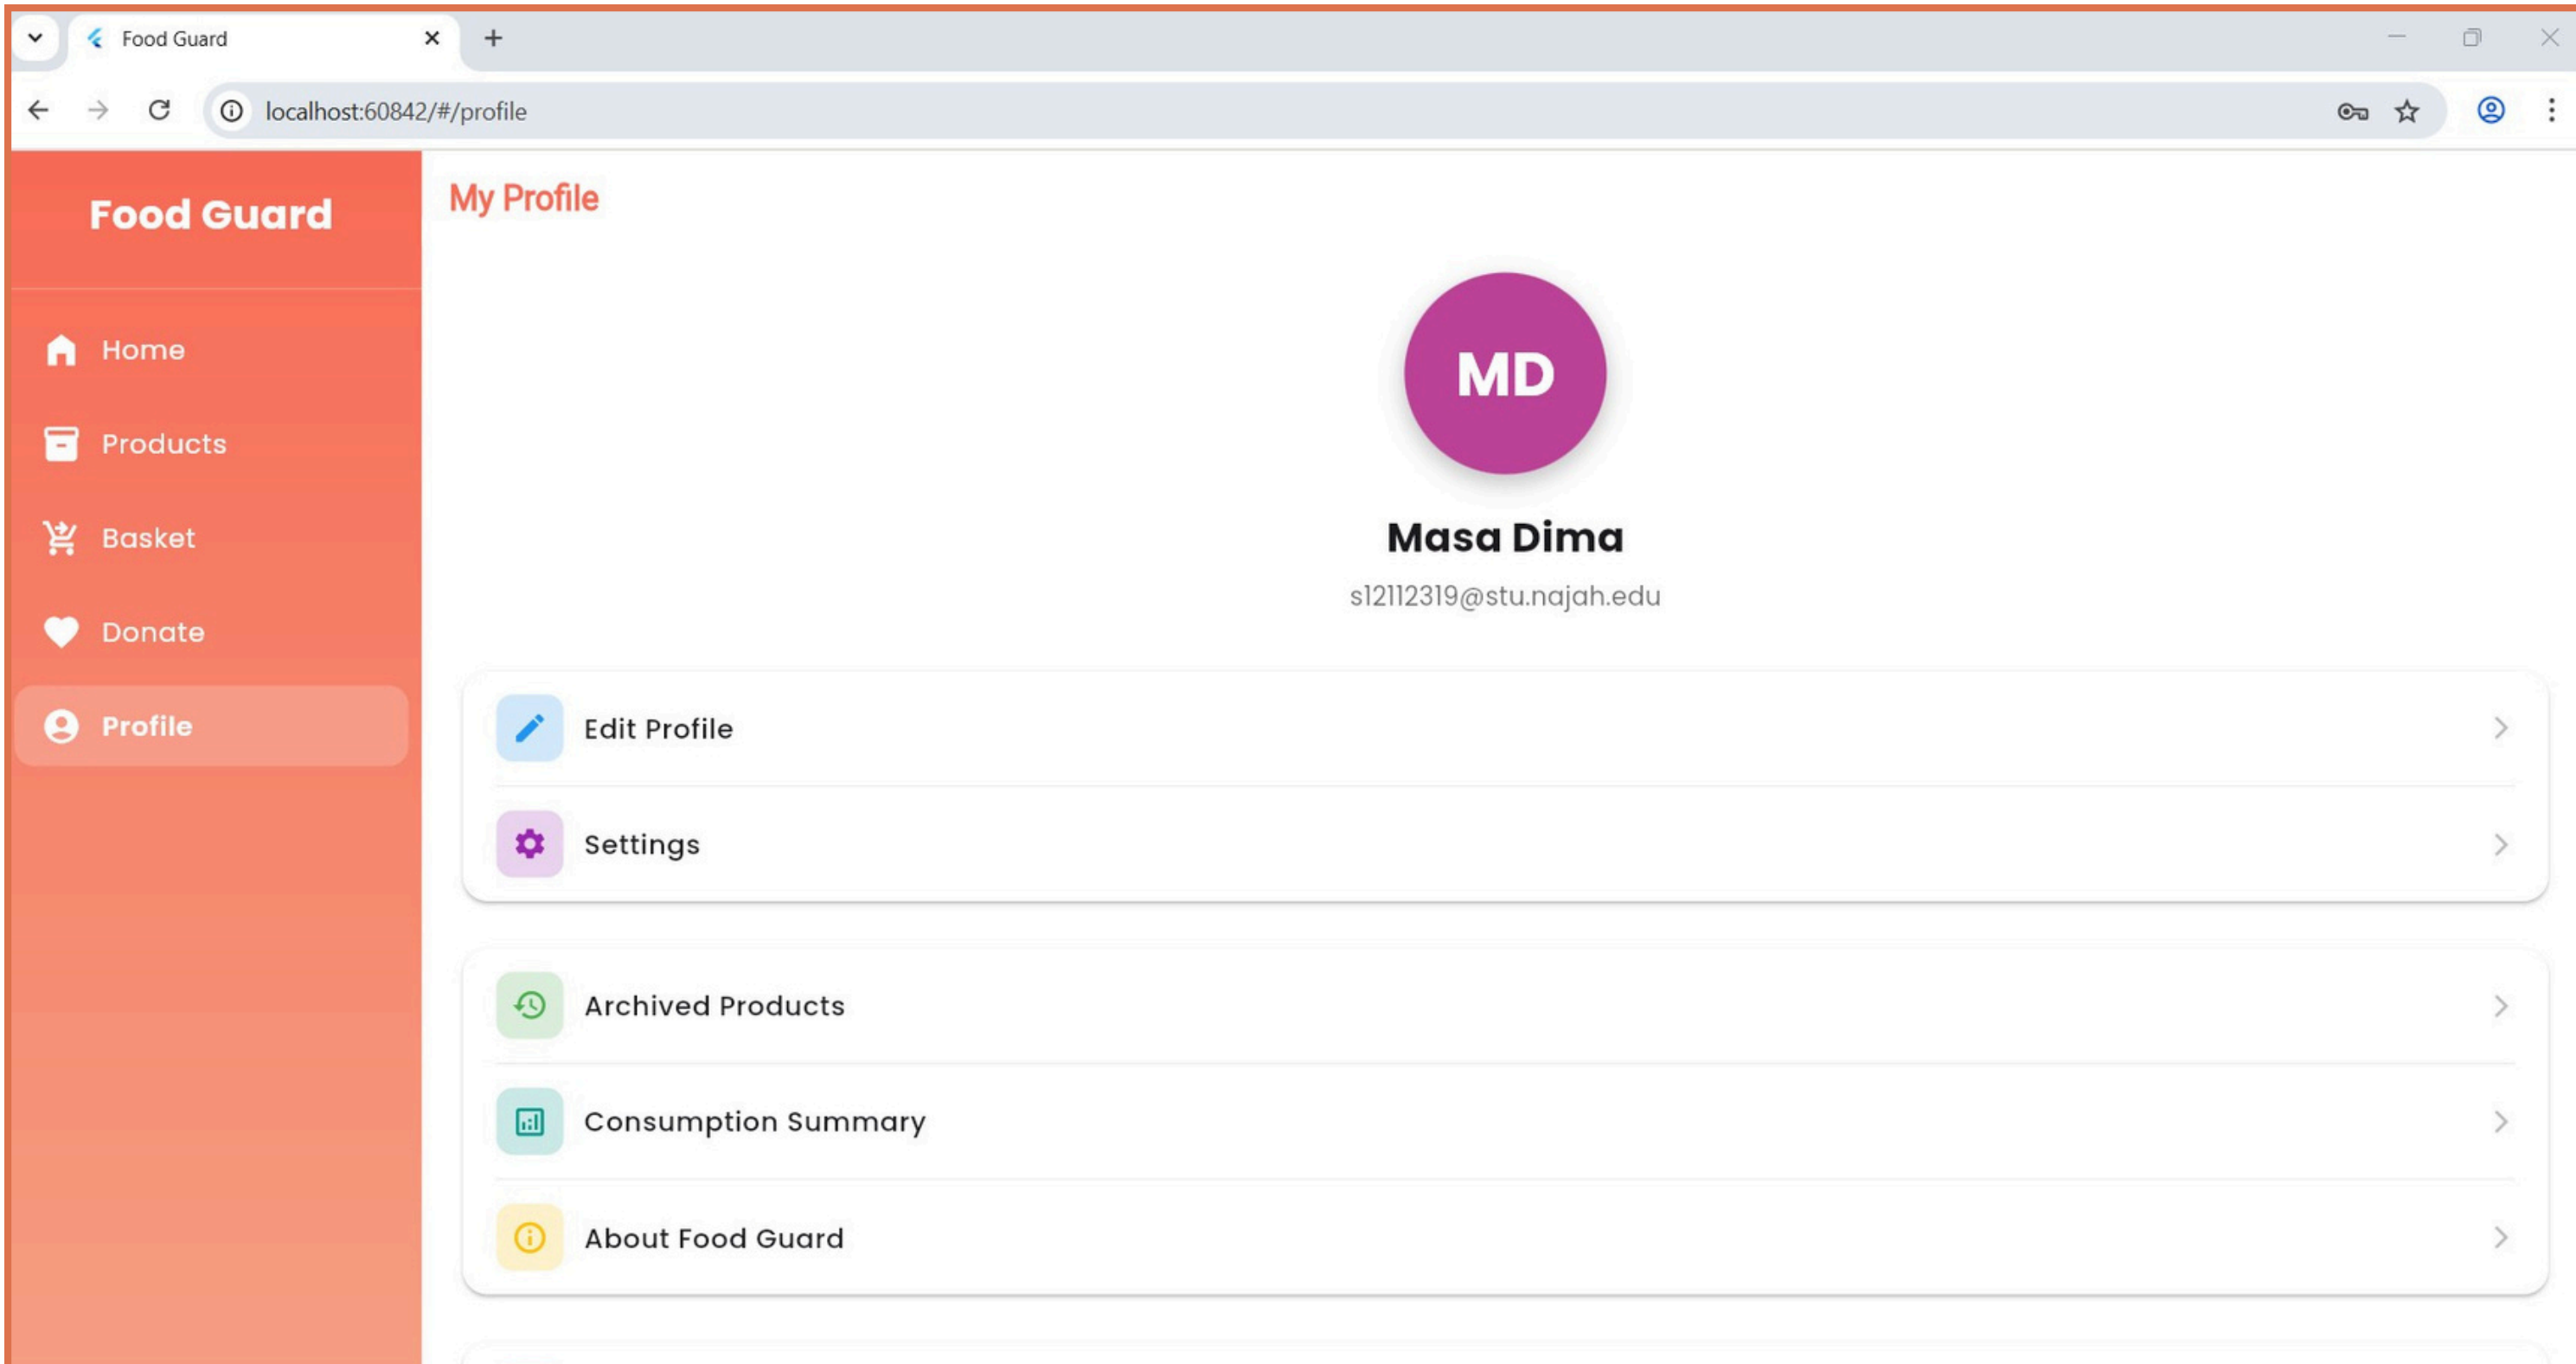 Food Guard
localhost:60842/#/profile
Food Guard
Home
Products
Basket
Donate
Profile
My Profile
MD
Masa Dima
s12112319@stu.najah.edu
Edit Profile
Settings
Archived Products
Consumption Summary
About Food Guard